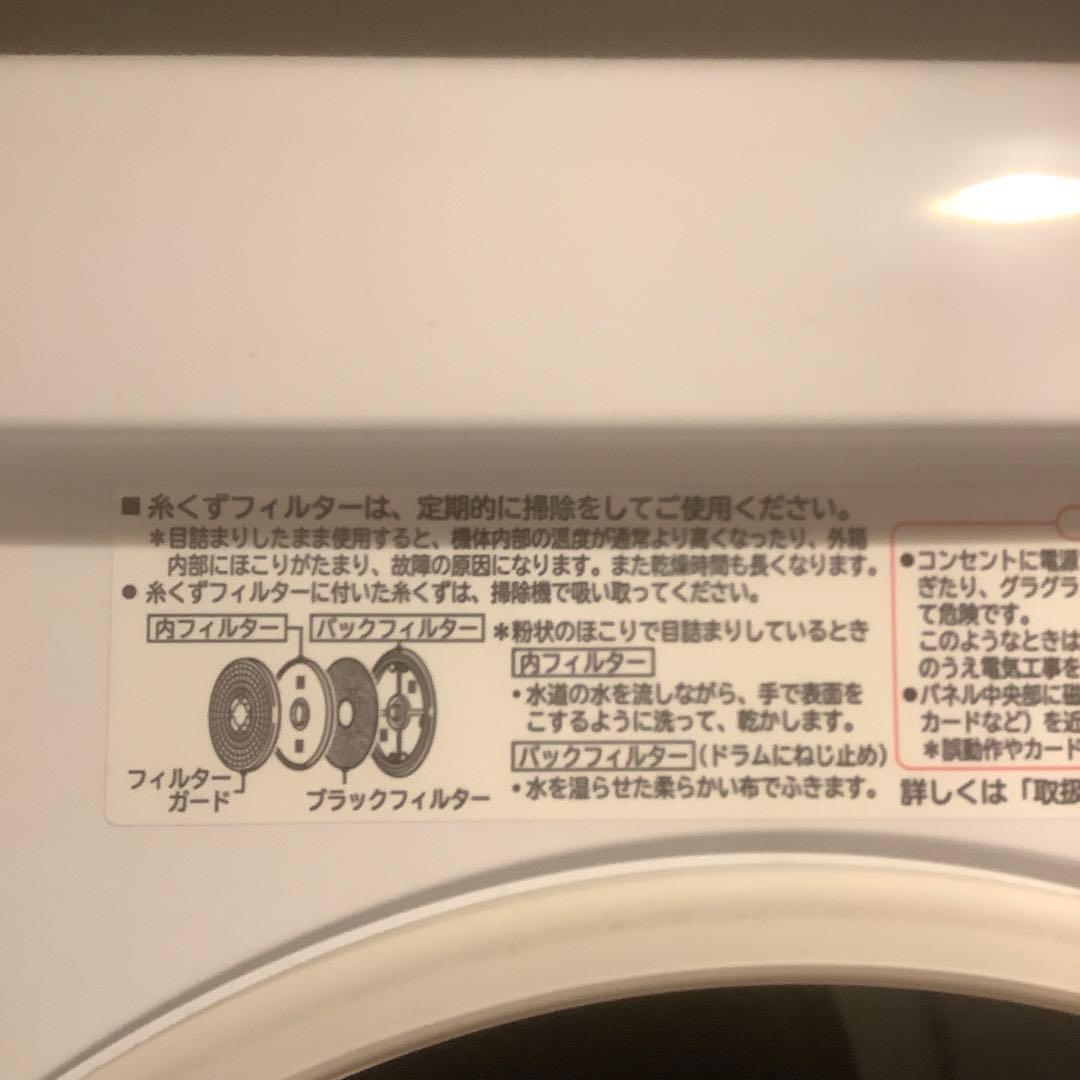 ■糸くずフィルターは、定期的に掃除をしてご使用ください。
＊目詰まりしたまま使用すると、機体内部の温度が通常より高くなったり、外箱
内部にほこりがたまり、故障の原因になります。また乾燥時間も長くなります。
●糸くずフィルターに付いた糸くずは、掃除機で吸い取ってください。
内フィルター
バックフィルター
フィルター
ガード
ブラックフィルター
＊粉状のほこりで目詰まりしているとき
内フィルター
・水道の水を流しながら、手で表面を
こするように洗って、乾かします。
バックフィルター(ドラムにねじ止め)
・水を湿らせた柔らかい布でふきます。
●コンセントに電源
ぎたり、グラグラ
て危険です。
このようなときは
のうえ電気工事を
●パネル中央部に磁
カードなど）を近
＊誤動作やカード
詳しくは「取扱